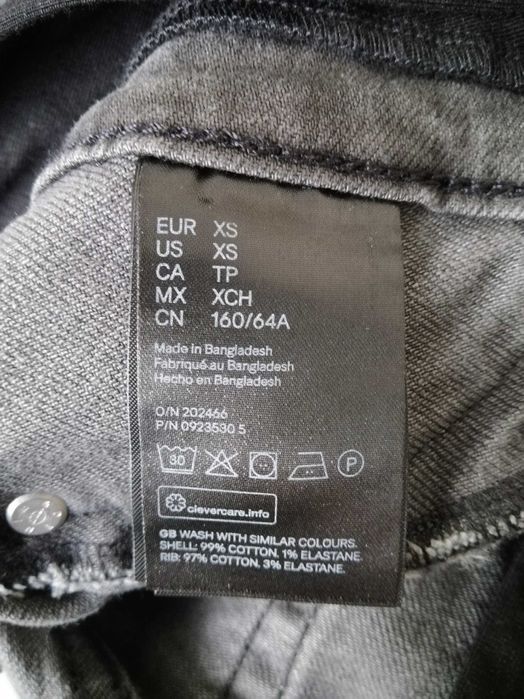 EUR XS
US XS
CA TP
MX XCH
CN 160/64A
Made in Bangladesh
Fabriqué au Bangladesh
Hecho en Bangladesh
O/N 202466
P/N 0923530 5
30
P
clevercare.info
GB WASH WITH SIMILAR COLOURS.
SHELL: 99% COTTON, 1% ELASTANE.
RIB: 97% COTTON, 3% ELASTANE.